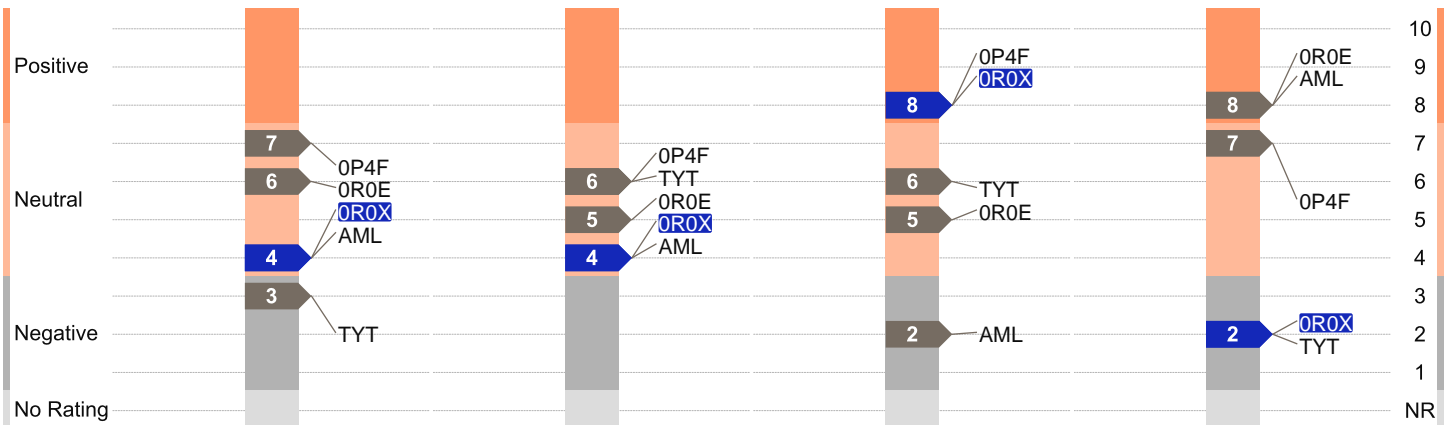 Positive
Neutral
Negative
No Rating
7
0P4F
6
0R0E
0R0X
4
AML
3
TYT
6
0P4F
TYT
5
0R0E
0R0X
4
AML
8
0P4F
0R0X
6
TYT
5
0R0E
2
AML
8
0R0E
AML
7
0P4F
2
0R0X
TYT
10
9
8
7
6
5
4
3
2
1
NR